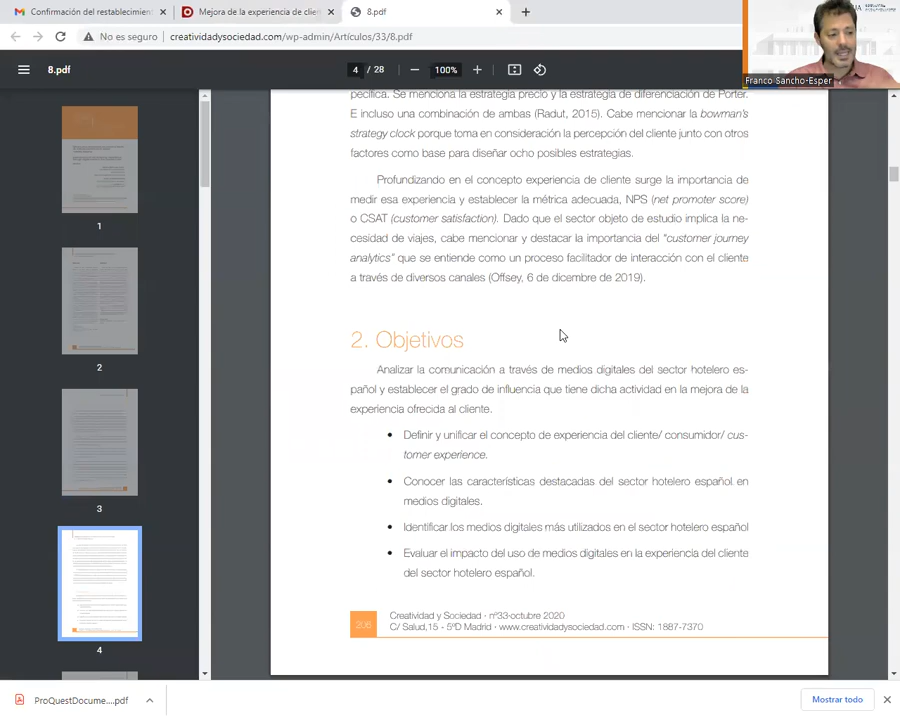 Confirmación del restablecimient
Mejora de la experiencia de clien
8.pdf
No es seguro
creatividadysociedad.com/wp-admin/Artículos/33/8.pdf
Franco Sancho-Esper
8.pdf
4 / 28
100%
pecífica. Se menciona la estrategia precio y la estrategia de diferenciación de Porter.
E incluso una combinación de ambas (Radut, 2015). Cabe mencionar la bowman's
strategy clock porque toma en consideración la percepción del cliente junto con otros
factores como base para diseñar ocho posibles estrategias.
Profundizando en el concepto experiencia de cliente surge la importancia de
medir esa experiencia y establecer la métrica adecuada, NPS (net promoter score)
o CSAT (customer satisfaction). Dado que el sector objeto de estudio implica la ne-
cesidad de viajes, cabe mencionar y destacar la importancia del "customer journey
analytics" que se entiende como un proceso facilitador de interacción con el cliente
a través de diversos canales (Offsey, 6 de dicembre de 2019).
2. Objetivos
Analizar la comunicación a través de medios digitales del sector hotelero es-
pañol y establecer el grado de influencia que tiene dicha actividad en la mejora de la
experiencia ofrecida al cliente.
• Definir y unificar el concepto de experiencia del cliente/ consumidor/ cus-
tomer experience.
• Conocer las características destacadas del sector hotelero español en
medios digitales.
• Identificar los medios digitales más utilizados en el sector hotelero español
• Evaluar el impacto del uso de medios digitales en la experiencia del cliente
del sector hotelero español.
206
Creatividad y Sociedad · nº33-octubre 2020
C/ Salud,15 - 5ºD Madrid · www.creatividadysociedad.com · ISSN: 1887-7370
1
2
3
4
ProQuestDocume....pdf
Mostrar todo